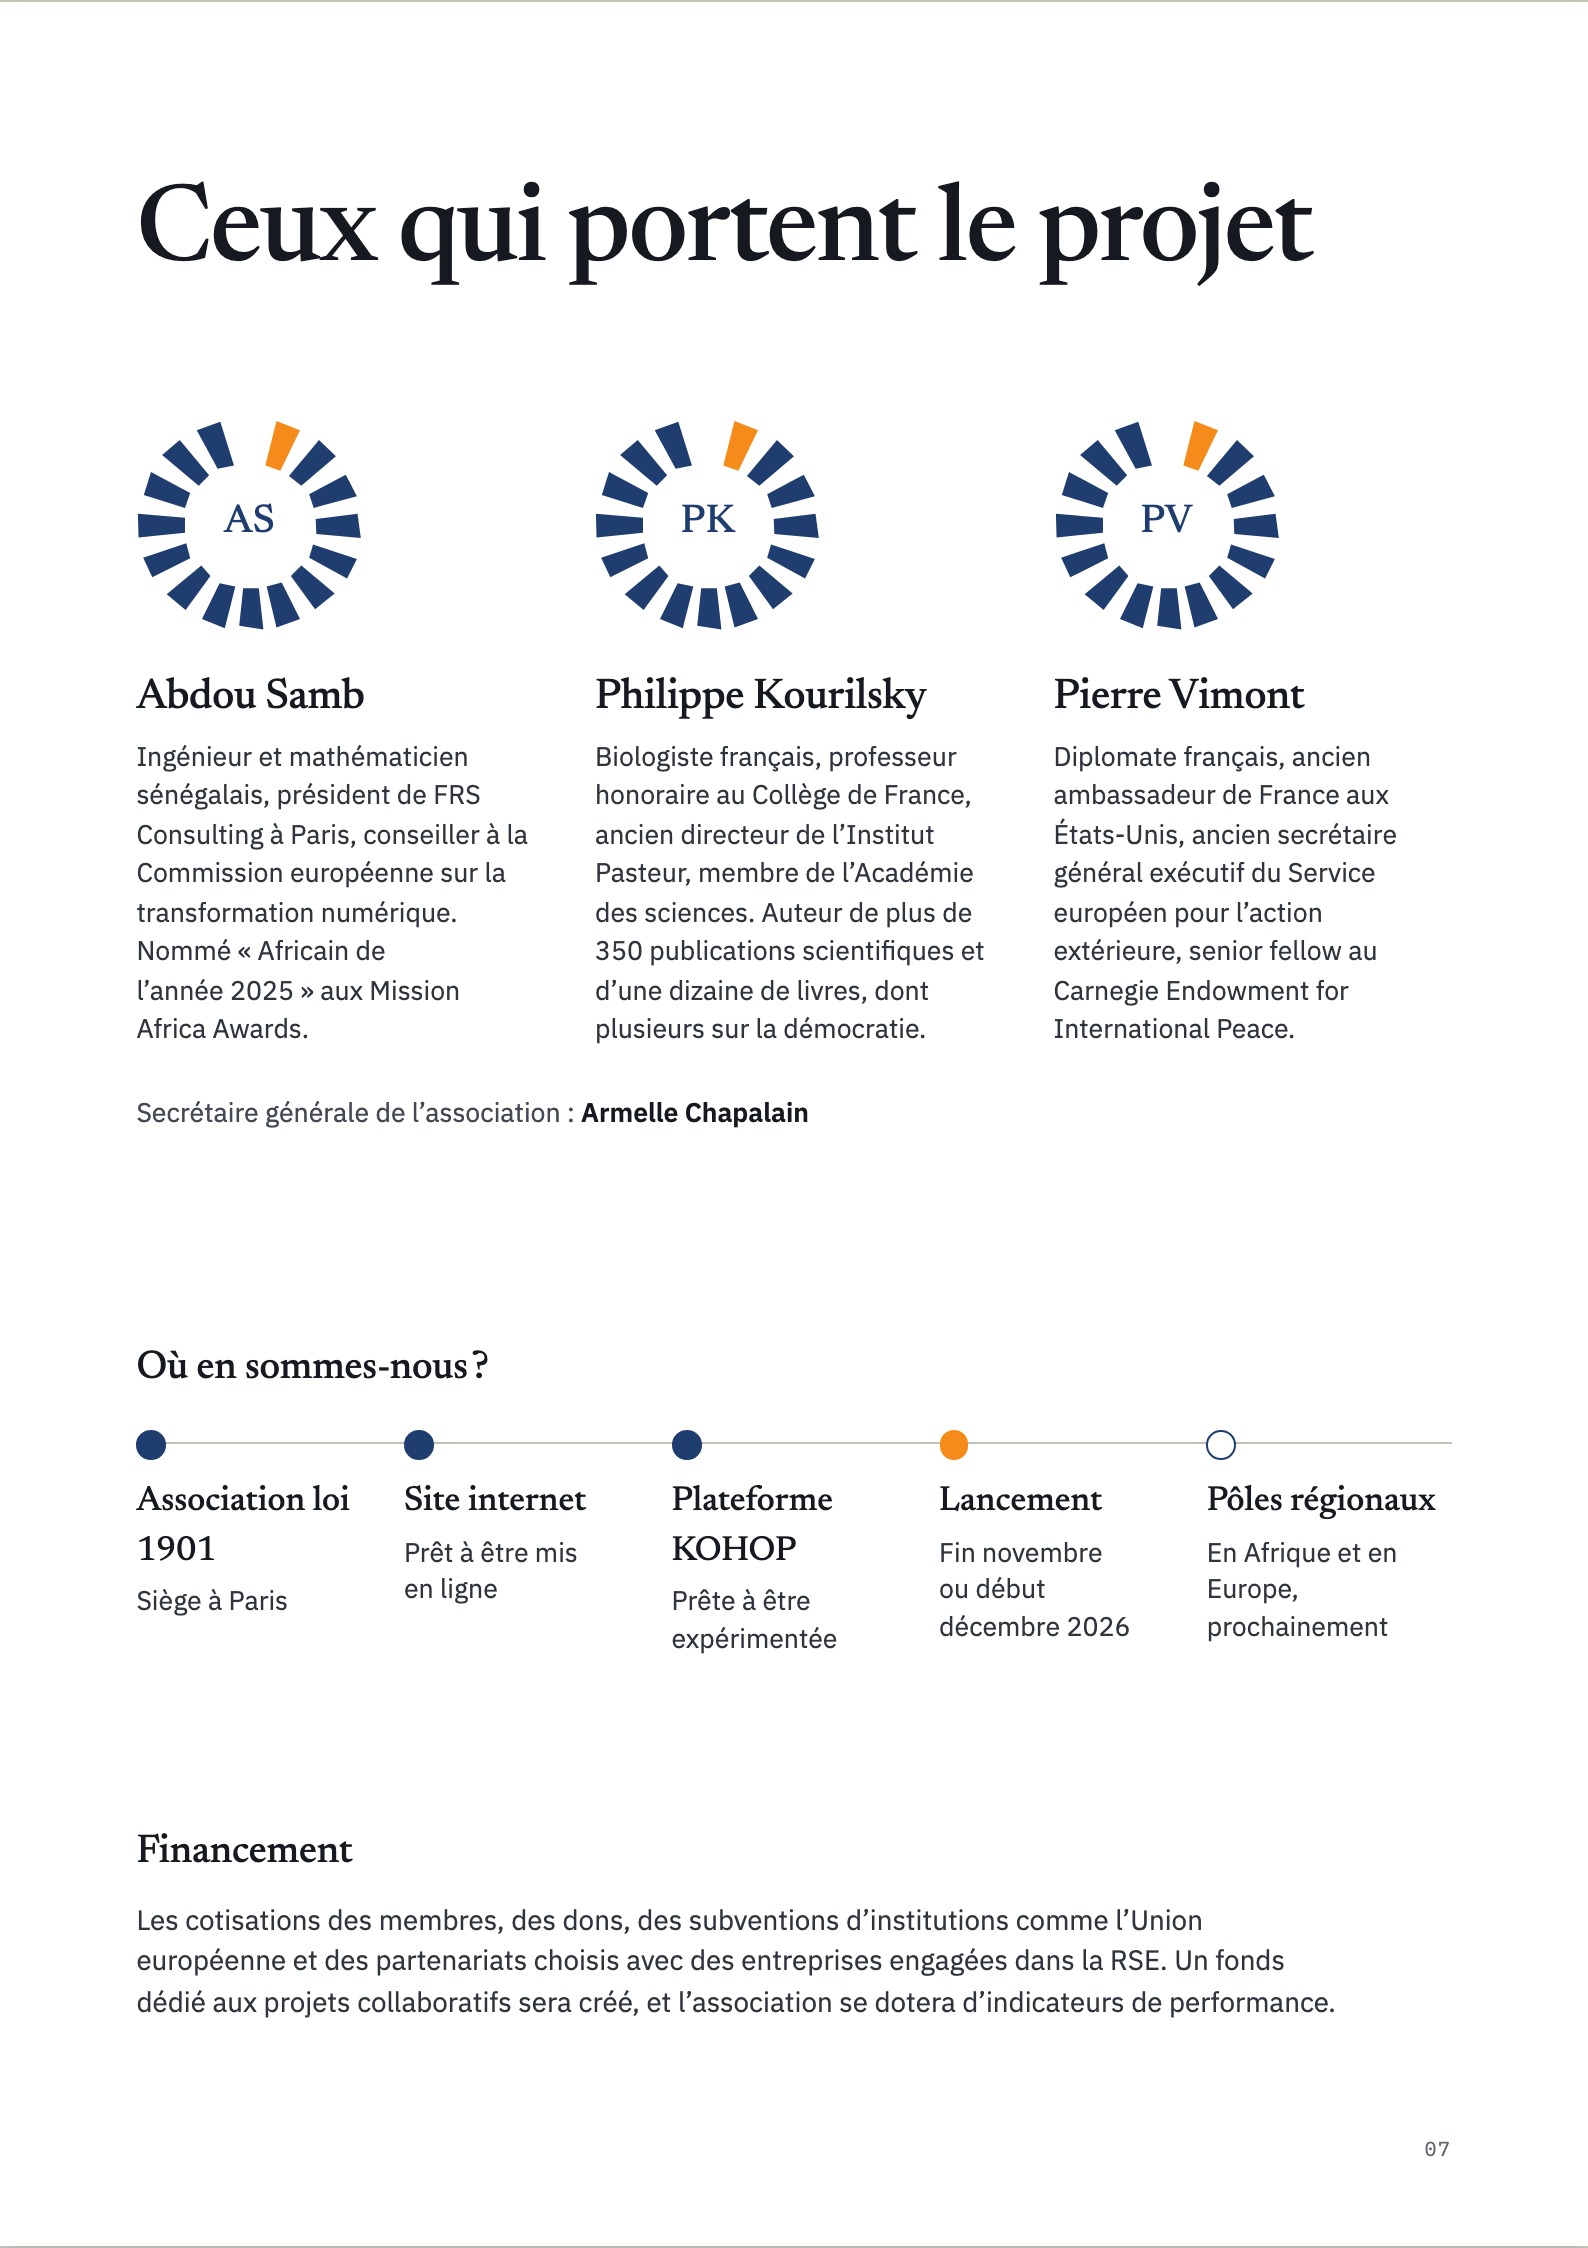 Ceux qui portent le projet
AS
PK
PV
Abdou Samb
Ingénieur et mathématicien
sénégalais, président de FRS
Consulting à Paris, conseiller à la
Commission européenne sur la
transformation numérique.
Nommé « Africain de
l’année 2025 » aux Mission
Africa Awards.
Philippe Kourilsky
Biologiste français, professeur
honoraire au Collège de France,
ancien directeur de l’Institut
Pasteur, membre de l’Académie
des sciences. Auteur de plus de
350 publications scientifiques et
d’une dizaine de livres, dont
plusieurs sur la démocratie.
Pierre Vimont
Diplomate français, ancien
ambassadeur de France aux
États-Unis, ancien secrétaire
général exécutif du Service
européen pour l’action
extérieure, senior fellow au
Carnegie Endowment for
International Peace.
Secrétaire générale de l’association : Armelle Chapalain
Où en sommes-nous ?
Association loi
1901
Siège à Paris
Site internet
Prêt à être mis
en ligne
Plateforme
KOHOP
Prête à être
expérimentée
Lancement
Fin novembre
ou début
décembre 2026
Pôles régionaux
En Afrique et en
Europe,
prochainement
Financement
Les cotisations des membres, des dons, des subventions d’institutions comme l’Union
européenne et des partenariats choisis avec des entreprises engagées dans la RSE. Un fonds
dédié aux projets collaboratifs sera créé, et l’association se dotera d’indicateurs de performance.
07